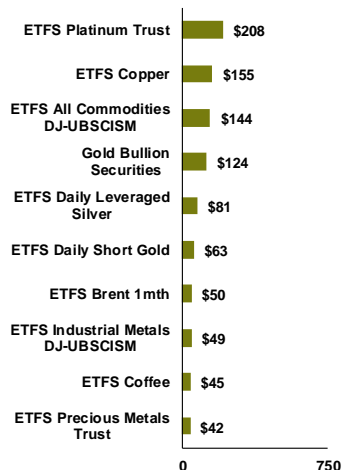 ETFS Platinum Trust $208
ETFS Copper $155
ETFS All Commodities
DJ-UBSCISM $144
Gold Bullion
Securities $124
ETFS Daily Leveraged
Silver $81
ETFS Daily Short Gold $63
ETFS Brent 1mth $50
ETFS Industrial Metals
DJ-UBSCISM $49
ETFS Coffee $45
ETFS Precious Metals
Trust $42
0 750